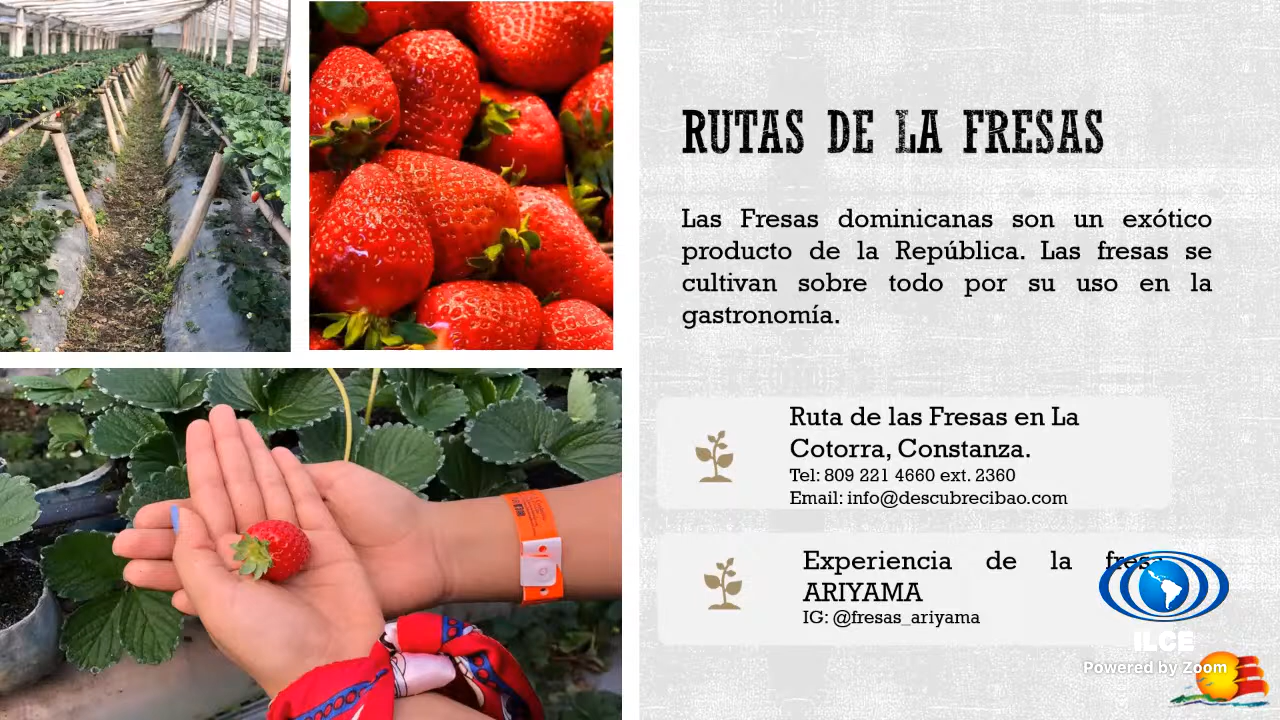 RUTAS DE LA FRESAS
Las Fresas dominicanas son un exótico
producto de la República. Las fresas se
cultivan sobre todo por su uso en la
gastronomía.
Ruta de las Fresas en La
Cotorra, Constanza.
Tel: 809 221 4660 ext. 2360
Email: info@descubrecibao.com
Experiencia de la fresa
ARIYAMA
IG: @fresas_ariyama
ILCE
Powered by Zoom